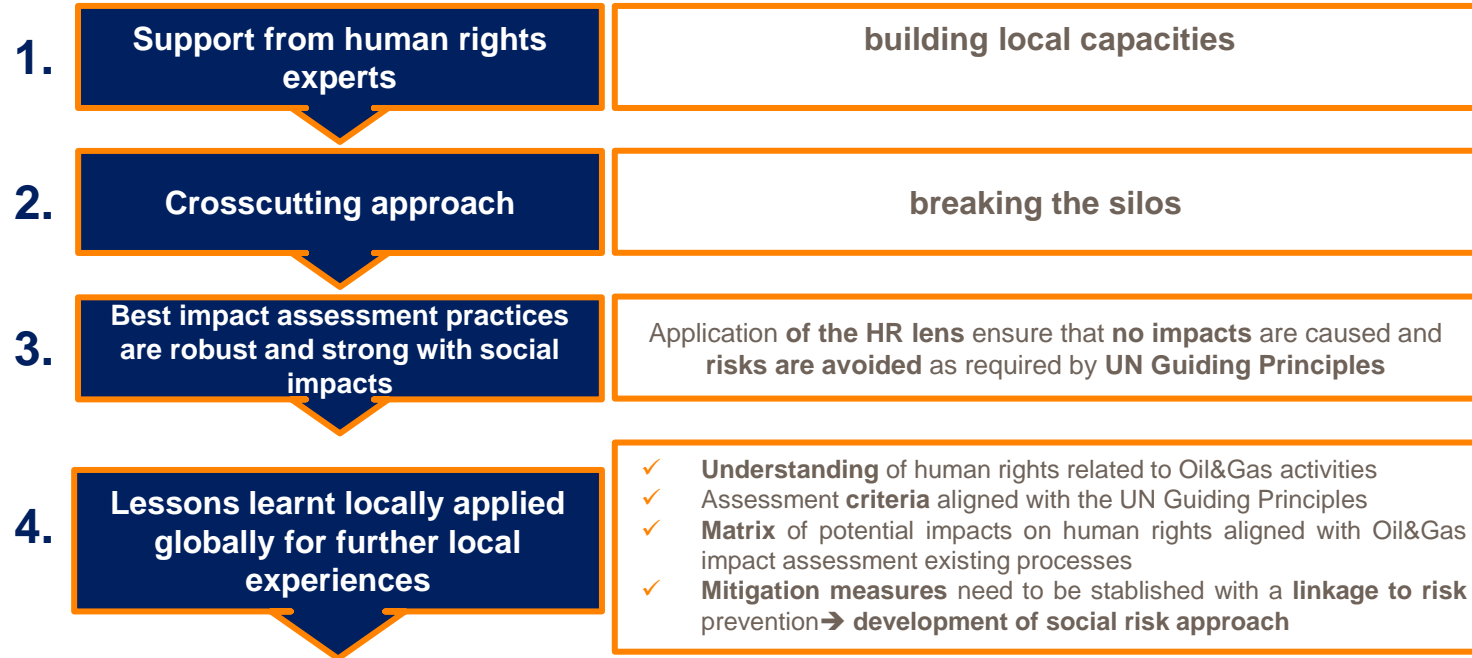 1.
Support from human rights
experts
building local capacities
2.
Crosscutting approach
breaking the silos
3.
Best impact assessment practices
are robust and strong with social
impacts
Application of the HR lens ensure that no impacts are caused and
risks are avoided as required by UN Guiding Principles
4.
Lessons learnt locally applied
globally for further local
experiences
✓ Understanding of human rights related to Oil&Gas activities
✓ Assessment criteria aligned with the UN Guiding Principles
✓ Matrix of potential impacts on human rights aligned with Oil&Gas
impact assessment existing processes
✓ Mitigation measures need to be stablished with a linkage to risk
prevention➔ development of social risk approach